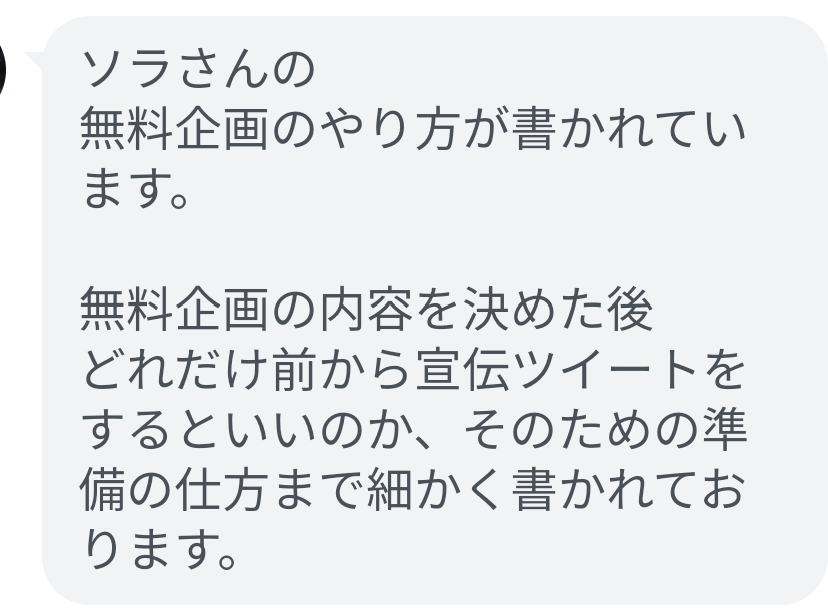 ソラさんの
無料企画のやり方が書かれてい
ます。
無料企画の内容を決めた後
どれだけ前から宣伝ツイートを
するといいのか、そのための準
備の仕方まで細かく書かれてお
ります。